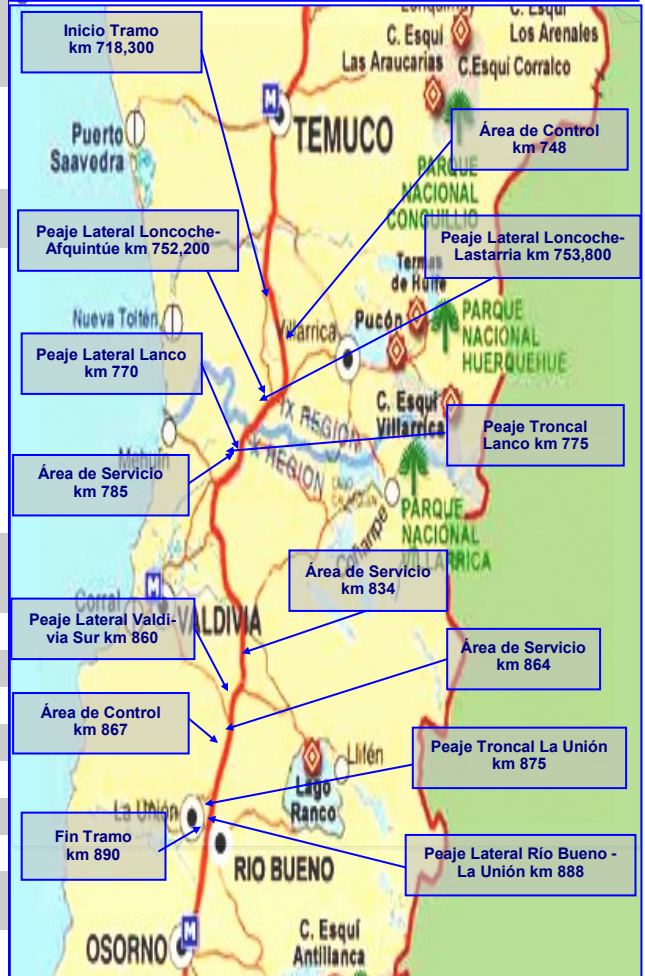 C. Esquí
Los Arenales
Inicio Tramo
km 718,300
C. Esquí
Las Araucarias
C.Esquí Corralco
M
TEMUCO
Puerto
Saavedra
Área de Control
km 748
PARQUE
NACIONAL
CONGUILLIO
Peaje Lateral Loncoche-
Afquintúe km 752,200
Peaje Lateral Loncoche-
Lastarria km 753,800
Termas
de Huife
Nueva Toltén
Villarrica
Pucón
PARQUE
NACIONAL
HUERQUEHUE
Peaje Lateral Lanco
km 770
C. Esquí
Villarrica
IX REGION
X REGION
Peaje Troncal
Lanco km 775
Mehuín
Área de Servicio
km 785
Coñaripe
PARQUE
NACIONAL
VILLARRICA
Área de Servicio
km 834
M
Corral
VALDIVIA
Peaje Lateral Valdi-
via Sur km 860
Área de Servicio
km 864
Área de Control
km 867
Llifén
Lago
Ranco
Peaje Troncal La Unión
km 875
La Unión
Fin Tramo
km 890
RIO BUENO
Peaje Lateral Río Bueno -
La Unión km 888
M
OSORNO
C. Esquí
Antillanca